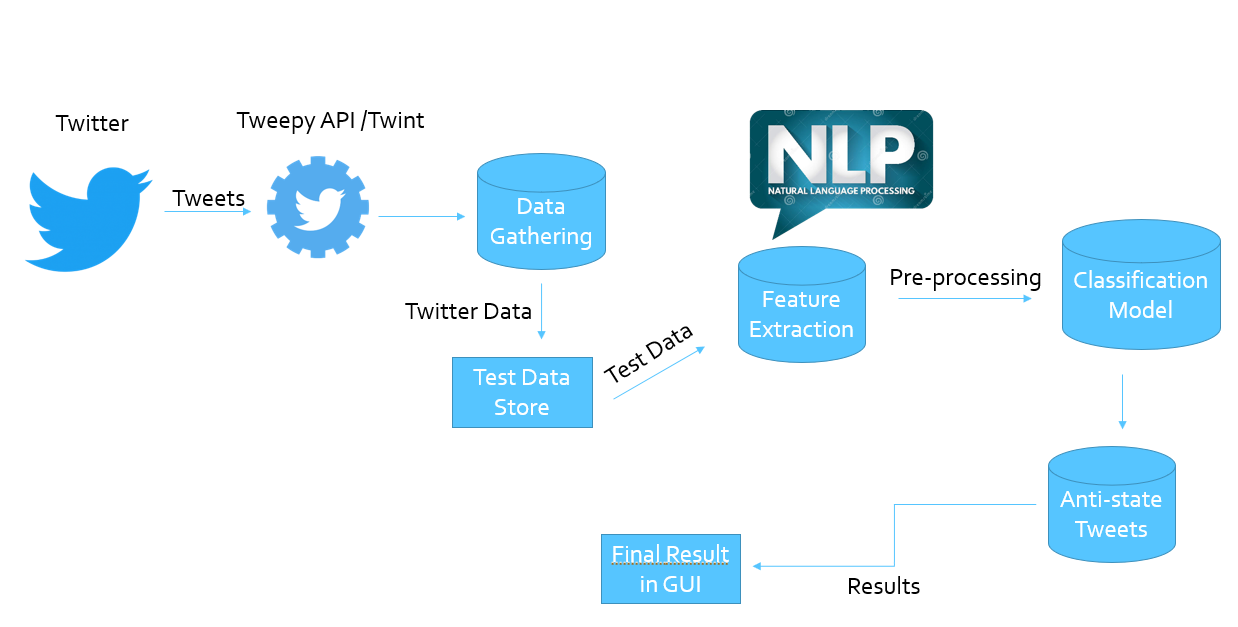 Twitter
Tweepy API /Twint
Tweets
Data
Gathering
Twitter Data
Test Data
Store
Test Data
NLP
NATURAL LANGUAGE PROCESSING
Feature
Extraction
Pre-processing
Classification
Model
Anti-state
Tweets
Results
Final Result
in GUI